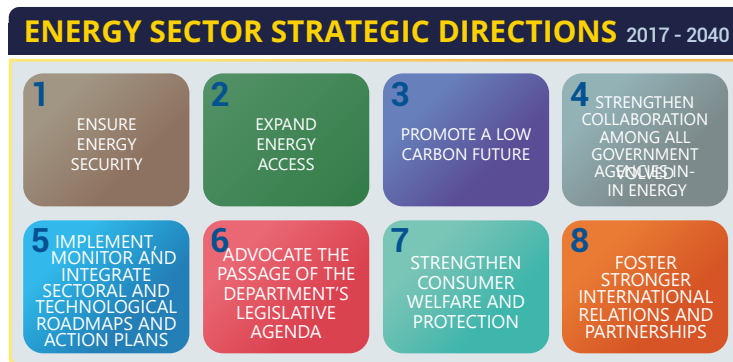 ENERGY SECTOR STRATEGIC DIRECTIONS 2017 - 2040
1
ENSURE
ENERGY
SECURITY
2
EXPAND
ENERGY
ACCESS
3
PROMOTE A LOW
CARBON FUTURE
4
STRENGTHEN
COLLABORATION
AMONG ALL
GOVERNMENT
AGENCIES IN-
VOLVED
IN ENERGY
5
IMPLEMENT,
MONITOR AND
INTEGRATE
SECTORAL AND
TECHNOLOGICAL
ROADMAPS AND
ACTION PLANS
6
ADVOCATE THE
PASSAGE OF THE
DEPARTMENT’S
LEGISLATIVE
AGENDA
7
STRENGTHEN
CONSUMER
WELFARE AND
PROTECTION
8
FOSTER
STRONGER
INTERNATIONAL
RELATIONS AND
PARTNERSHIPS